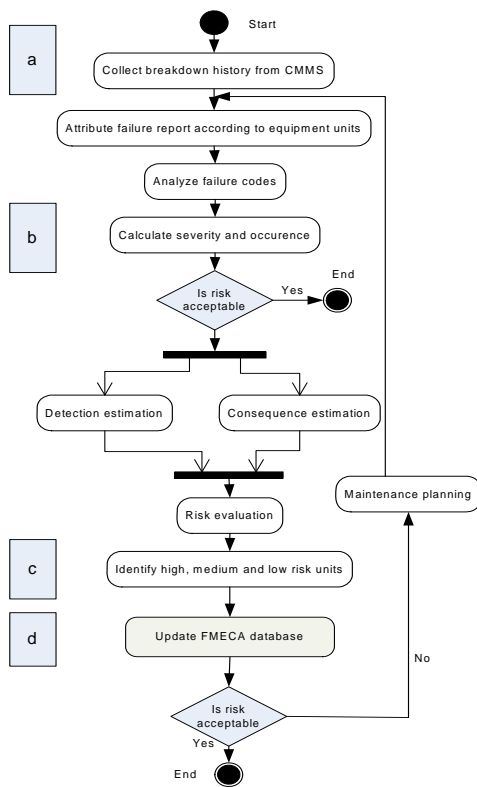 Start
a
Collect breakdown history from CMMS
Attribute failure report according to equipment units
Analyze failure codes
b
Calculate severity and occurence
End
Is risk
acceptable
Yes
Detection estimation
Consequence estimation
Maintenance planning
Risk evaluation
c
Identify high, medium and low risk units
d
Update FMECA database
No
Is risk
acceptable
Yes
End